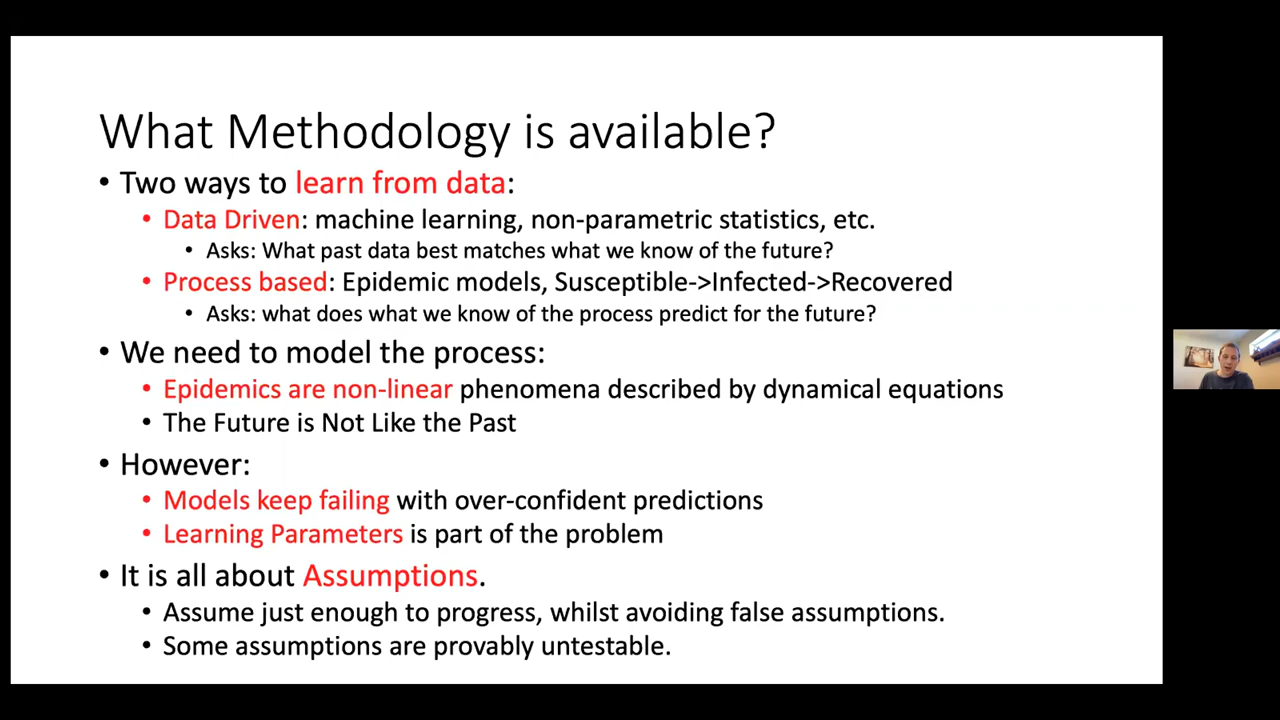 What Methodology is available?
• Two ways to learn from data:
• Data Driven: machine learning, non-parametric statistics, etc.
• Asks: What past data best matches what we know of the future?
• Process based: Epidemic models, Susceptible->Infected->Recovered
• Asks: what does what we know of the process predict for the future?
• We need to model the process:
• Epidemics are non-linear phenomena described by dynamical equations
• The Future is Not Like the Past
• However:
• Models keep failing with over-confident predictions
• Learning Parameters is part of the problem
• It is all about Assumptions.
• Assume just enough to progress, whilst avoiding false assumptions.
• Some assumptions are provably untestable.